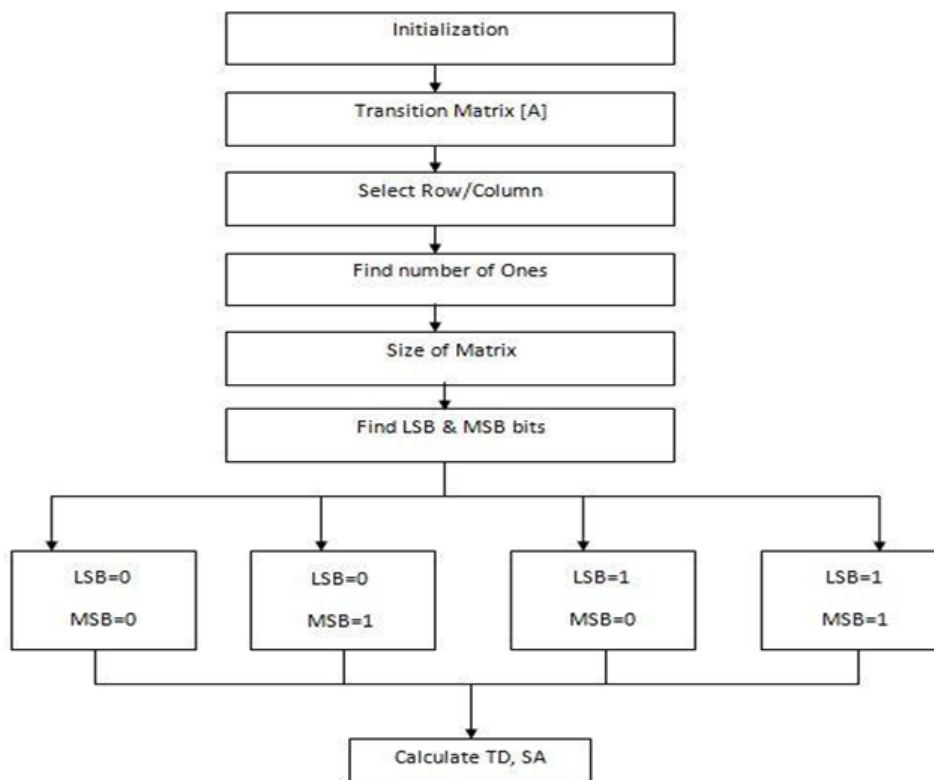 Initialization
Transition Matrix [A]
Select Row/Column
Find number of Ones
Size of Matrix
Find LSB & MSB bits
LSB=0
MSB=0
LSB=0
MSB=1
LSB=1
MSB=0
LSB=1
MSB=1
Calculate TD, SA